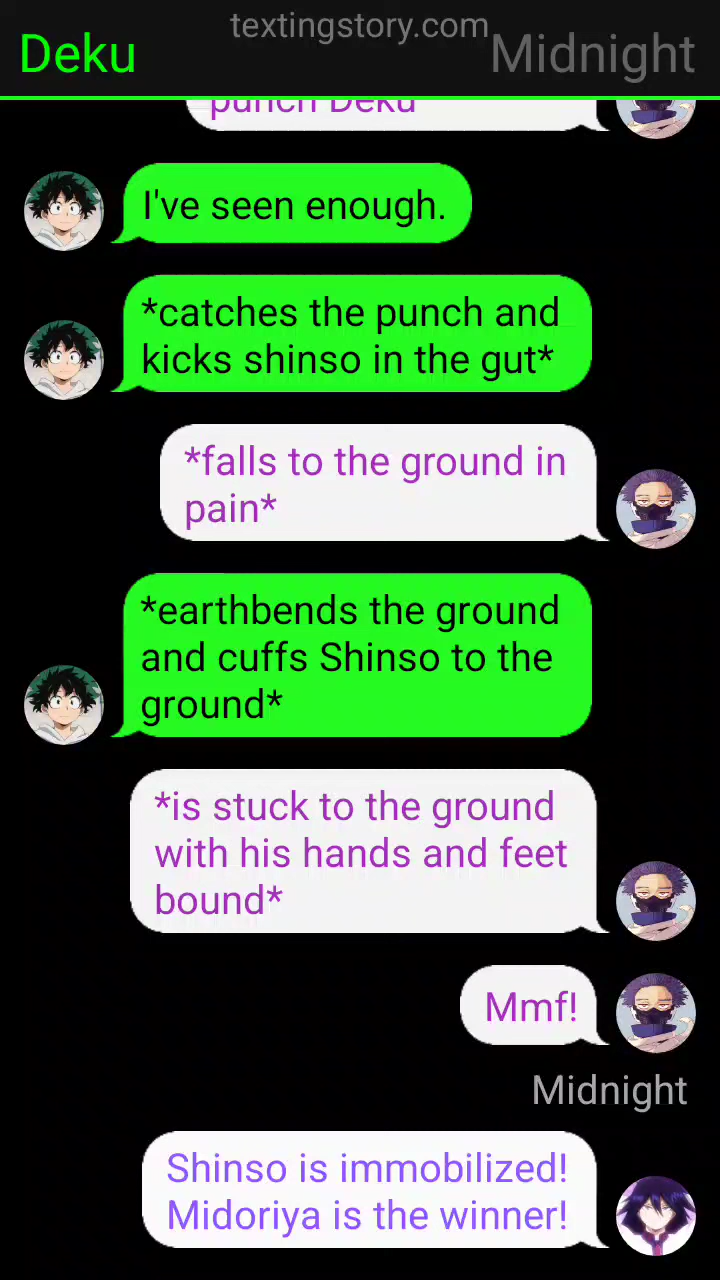 textingstory.com
Deku
Midnight
punch Deku
I've seen enough.
*catches the punch and
kicks shinso in the gut*
*falls to the ground in
pain*
*earthbends the ground
and cuffs Shinso to the
ground*
*is stuck to the ground
with his hands and feet
bound*
Mmf!
Midnight
Shinso is immobilized!
Midoriya is the winner!